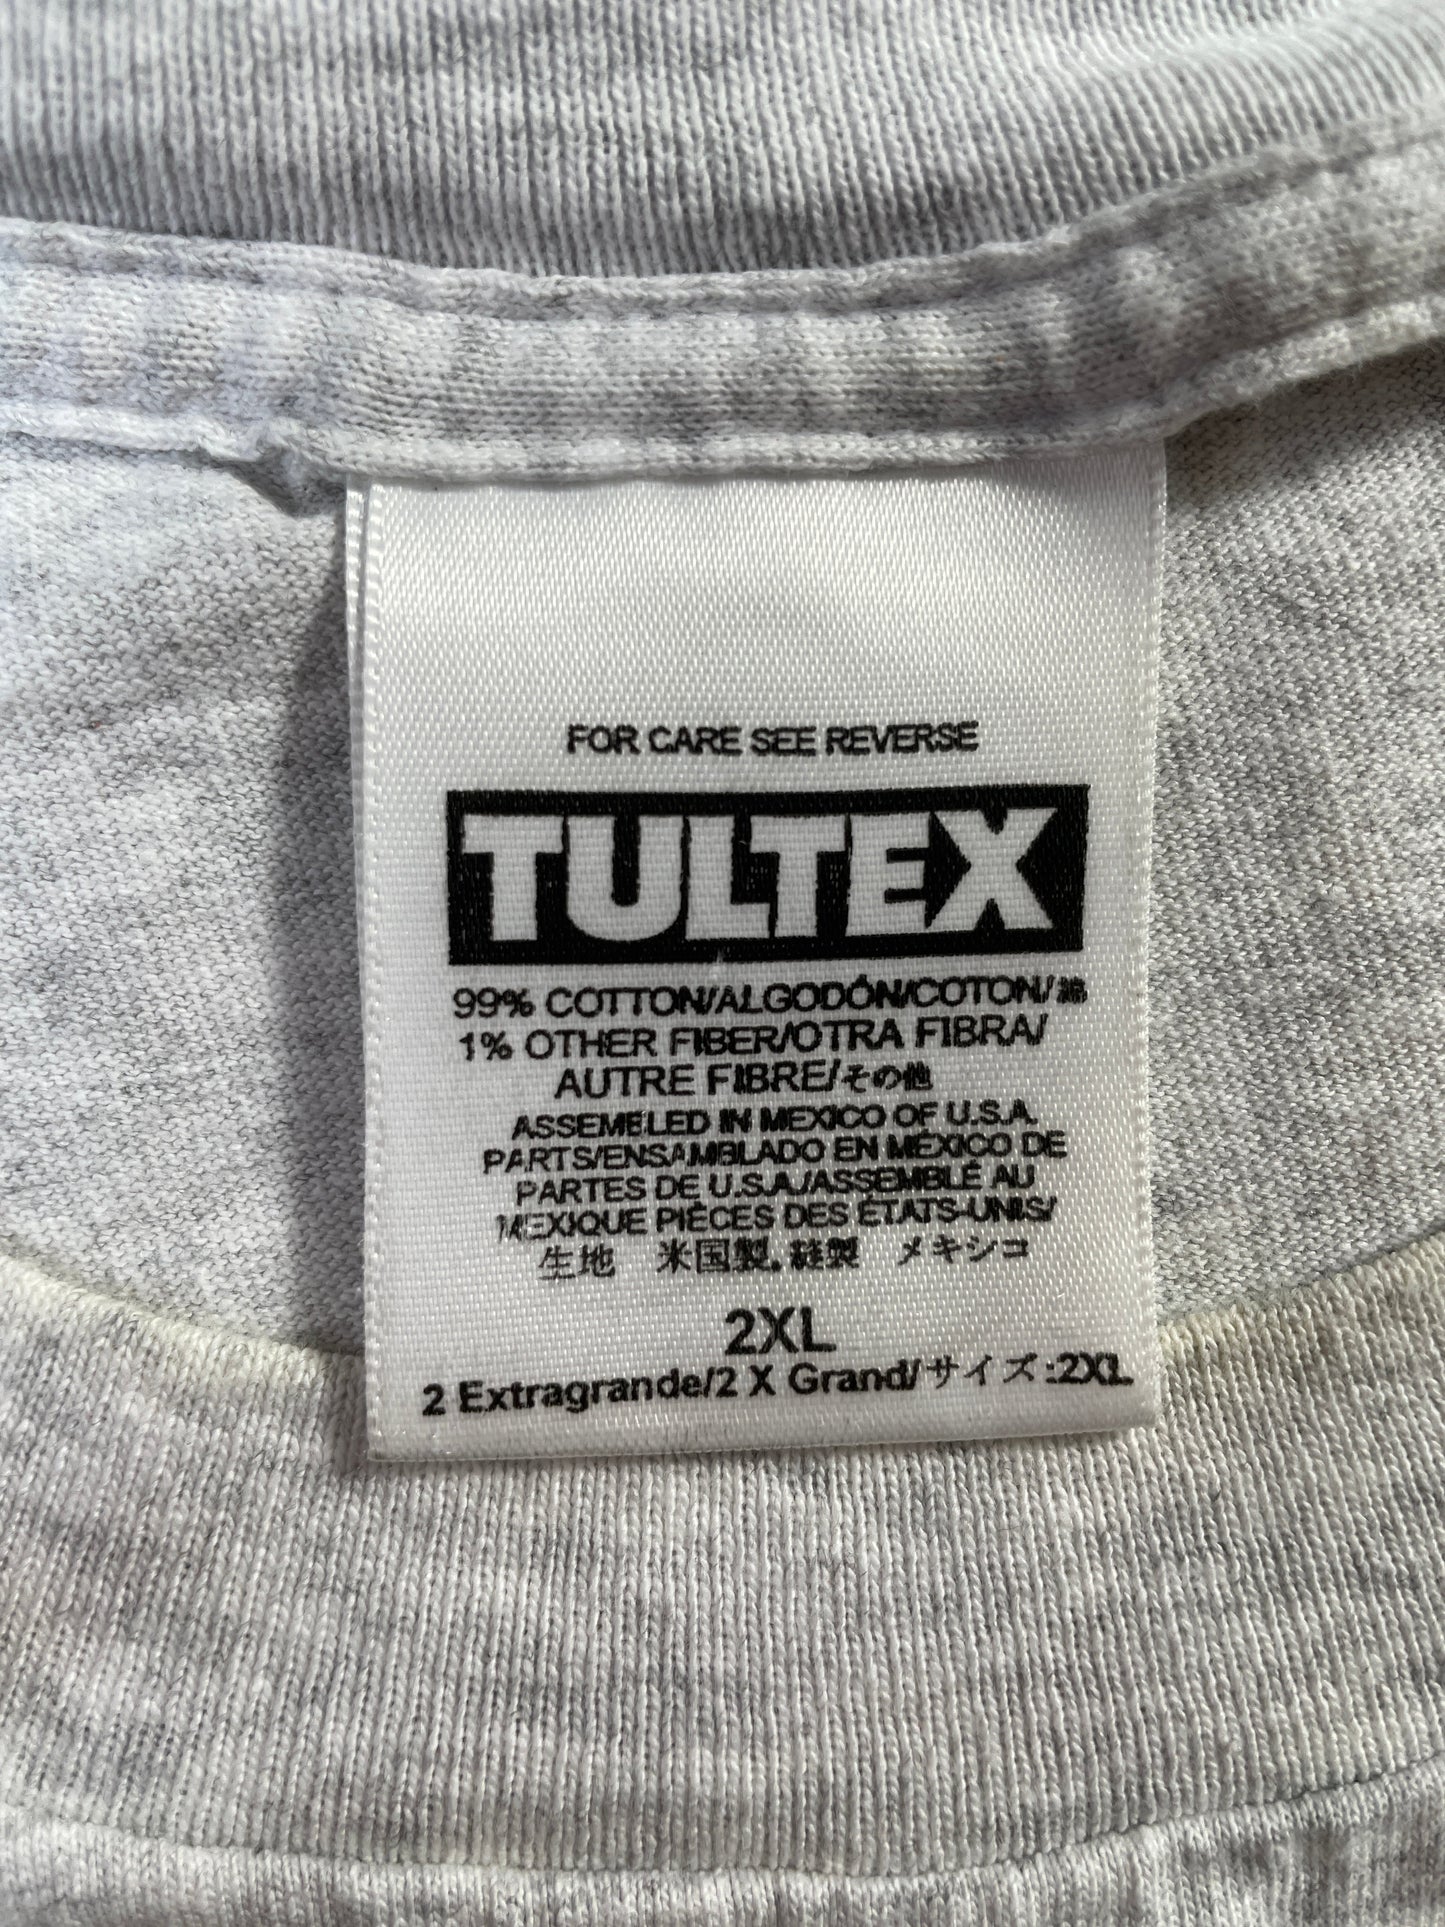 FOR CARE SEE REVERSE
TULTEX
99% COTTON/ALGODÓN/COTON/綿
1% OTHER FIBER/OTRA FIBRA/
AUTRE FIBRE/その他
ASSEMBLED IN MEXICO OF U.S.A.
PARTS/ENSAMBLADO EN MÉXICO DE
PARTES DE U.S.A./ASSEMBLÉ AU
MEXIQUE PIÈCES DES ÉTATS-UNIS/
生地 米国製. 縫製 メキシコ
2XL
2 Extragrande/2 X Grand/サイズ:2XL